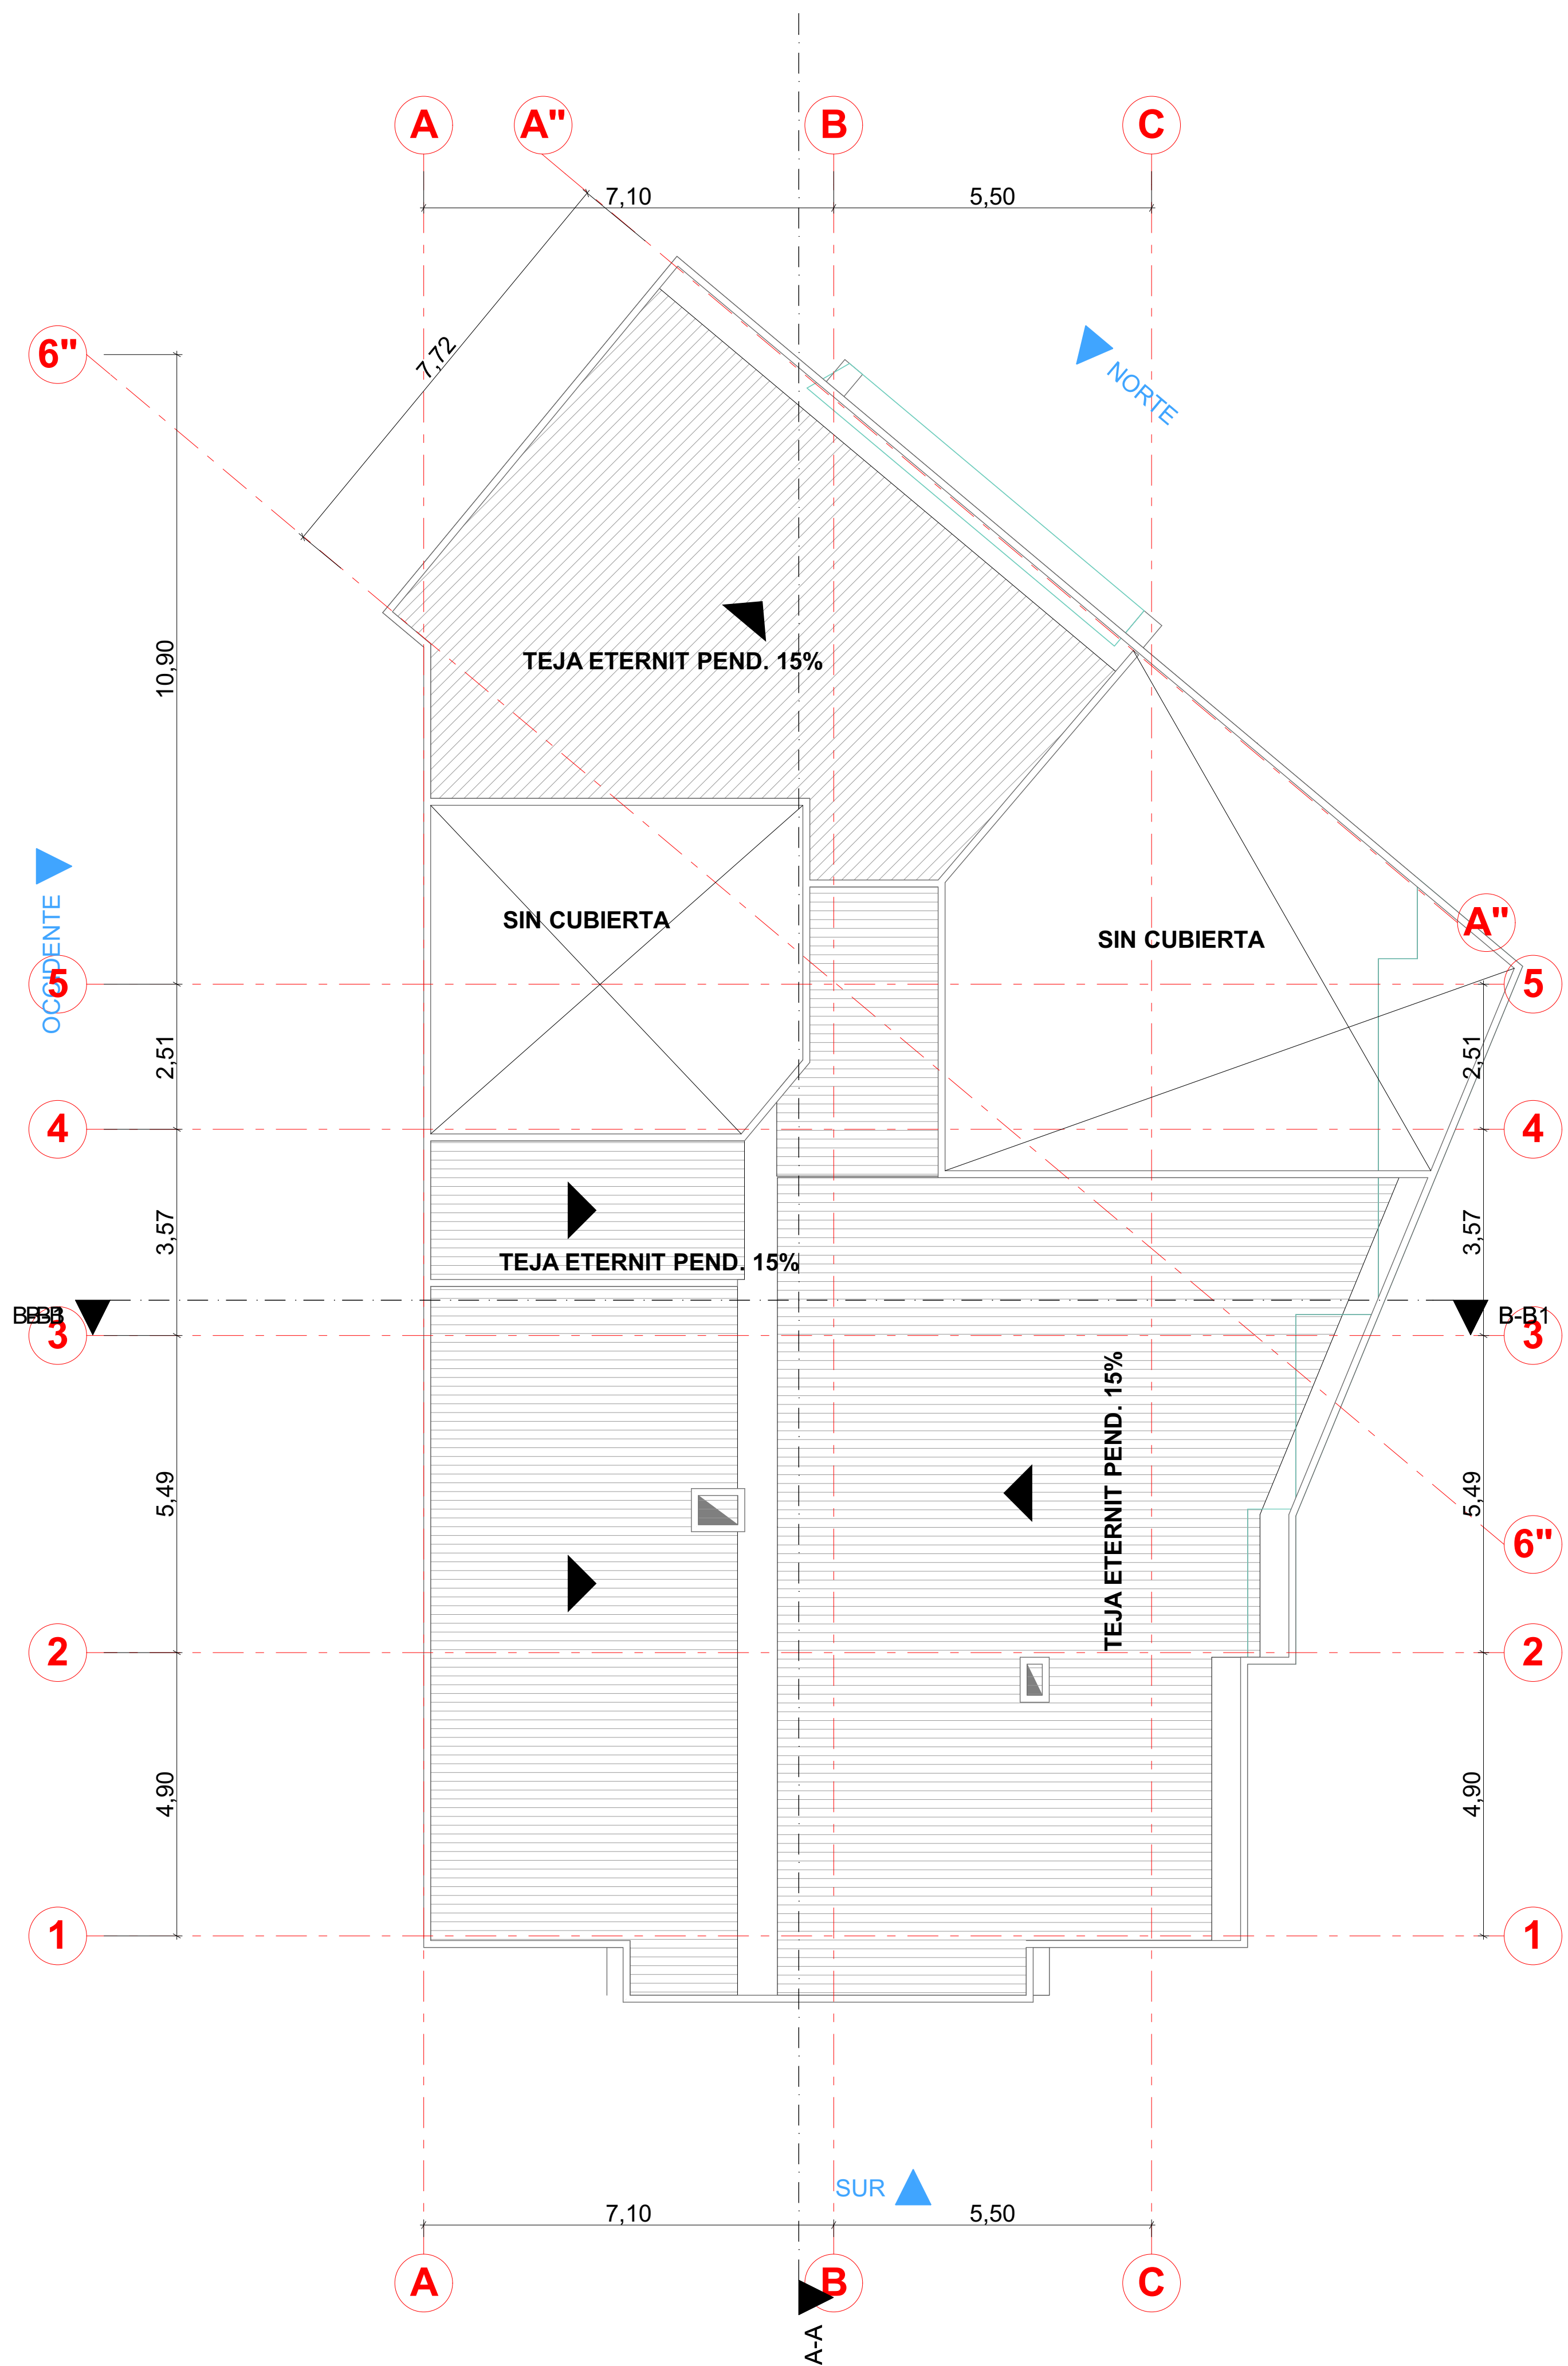 A
A"
B
C
7,10
5,50
7,72
6"
NORTE
10,90
TEJA ETERNIT PEND. 15%
OCCIDENTE
SIN CUBIERTA
SIN CUBIERTA
A"
5
5
2,51
2,51
4
4
3,57
3,57
TEJA ETERNIT PEND. 15%
B-B1
3
3
TEJA ETERNIT PEND. 15%
5,49
5,49
6"
2
2
4,90
4,90
1
1
SUR
7,10
5,50
A
B
C
A-A